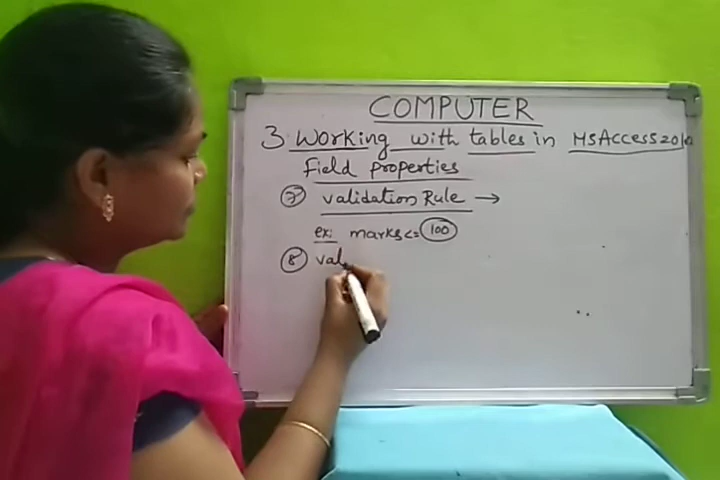 COMPUTER
3 Working with tables in MSAccess2010
Field properties
7 validation Rule →
ex: marks <= 100
8 val